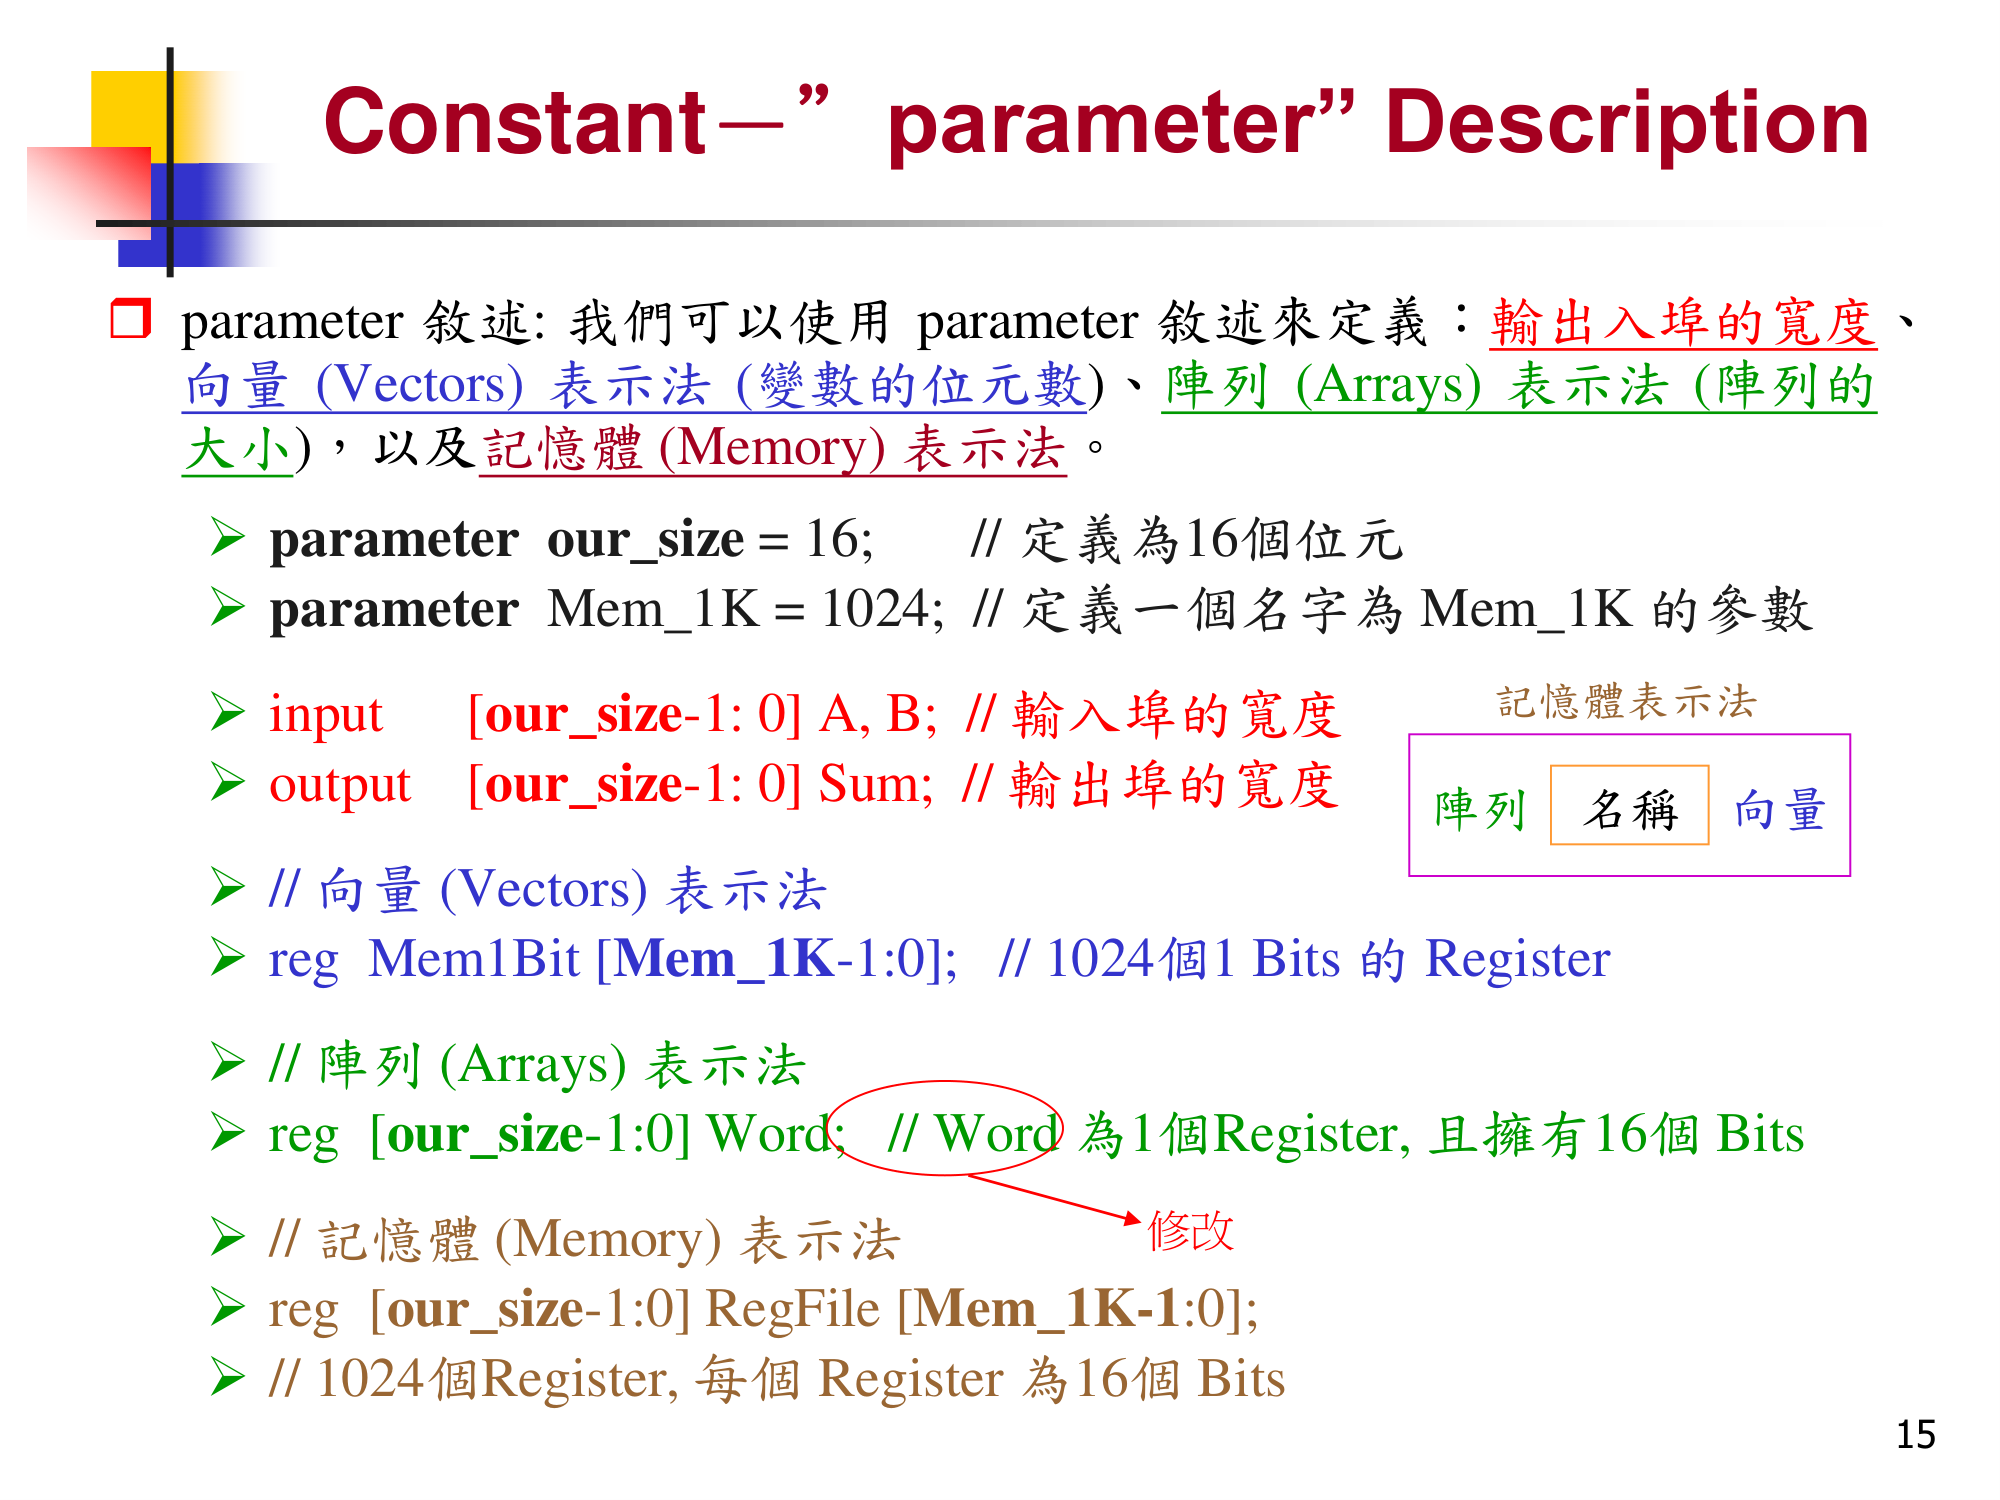 Constant－” parameter” Description
parameter 敘述: 我們可以使用 parameter 敘述來定義：輸出入埠的寬度、
向量 (Vectors) 表示法 (變數的位元數)、陣列 (Arrays) 表示法 (陣列的
大小)，以及記憶體 (Memory) 表示法。
parameter our_size = 16; // 定義為16個位元
parameter Mem_1K = 1024; // 定義一個名字為 Mem_1K 的參數
input [our_size-1: 0] A, B; // 輸入埠的寬度
output [our_size-1: 0] Sum; // 輸出埠的寬度
記憶體表示法
陣列 名稱 向量
// 向量 (Vectors) 表示法
reg Mem1Bit [Mem_1K-1:0]; // 1024個1 Bits 的 Register
// 陣列 (Arrays) 表示法
reg [our_size-1:0] Word; // Word 為1個Register, 且擁有16個 Bits
修改
// 記憶體 (Memory) 表示法
reg [our_size-1:0] RegFile [Mem_1K-1:0];
// 1024個Register, 每個 Register 為16個 Bits
15